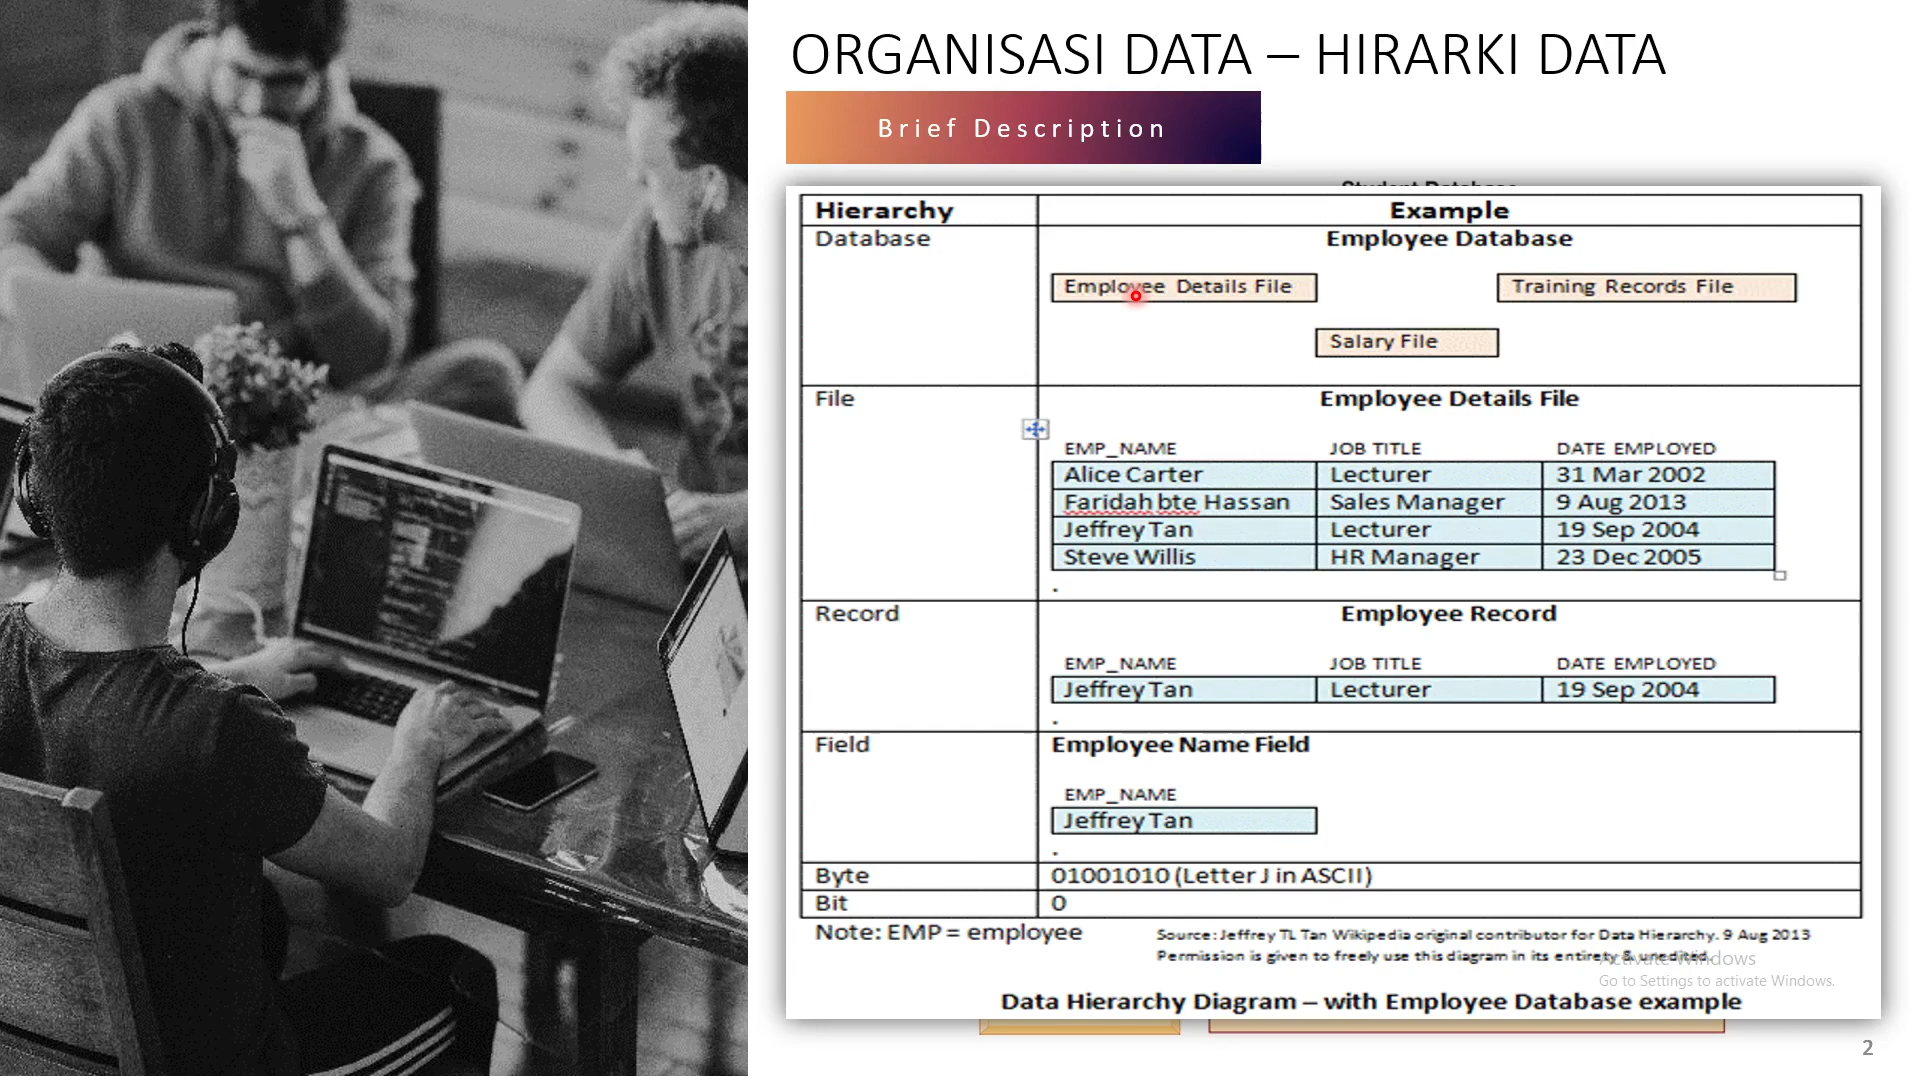 ORGANISASI DATA – HIRARKI DATA
Brief Description
Student Database
Hierarchy Example
Database Employee Database
Employee Details File Training Records File
Salary File
File Employee Details File
EMP_NAME JOB TITLE DATE EMPLOYED
Alice Carter Lecturer 31 Mar 2002
Faridah bte Hassan Sales Manager 9 Aug 2013
Jeffrey Tan Lecturer 19 Sep 2004
Steve Willis HR Manager 23 Dec 2005
.
Record Employee Record
EMP_NAME JOB TITLE DATE EMPLOYED
Jeffrey Tan Lecturer 19 Sep 2004
.
Field Employee Name Field
EMP_NAME
Jeffrey Tan
.
Byte 01001010 (Letter J in ASCII)
Bit 0
Note: EMP = employee
Source: Jeffrey TL Tan Wikipedia original contributor for Data Hierarchy. 9 Aug 2013
Permission is given to freely use this diagram in its entirety & unedited.
Activate Windows
Go to Settings to activate Windows.
Data Hierarchy Diagram – with Employee Database example
2